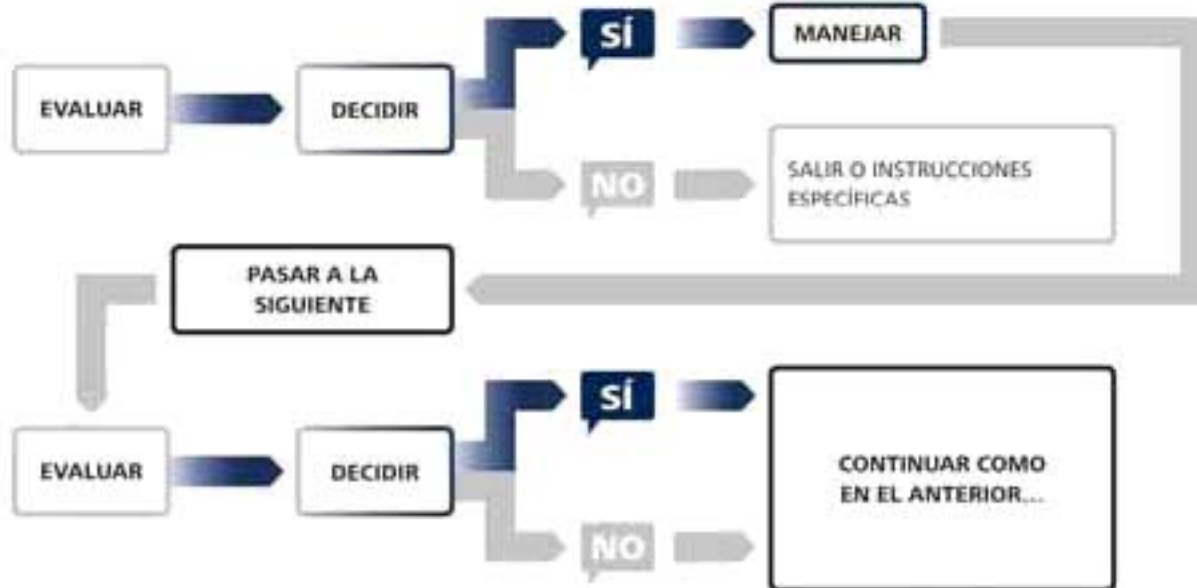 EVALUAR
DECIDIR
SÍ
MANEJAR
NO
SALIR O INSTRUCCIONES
ESPECÍFICAS
PASAR A LA
SIGUIENTE
EVALUAR
DECIDIR
SÍ
NO
CONTINUAR COMO
EN EL ANTERIOR...